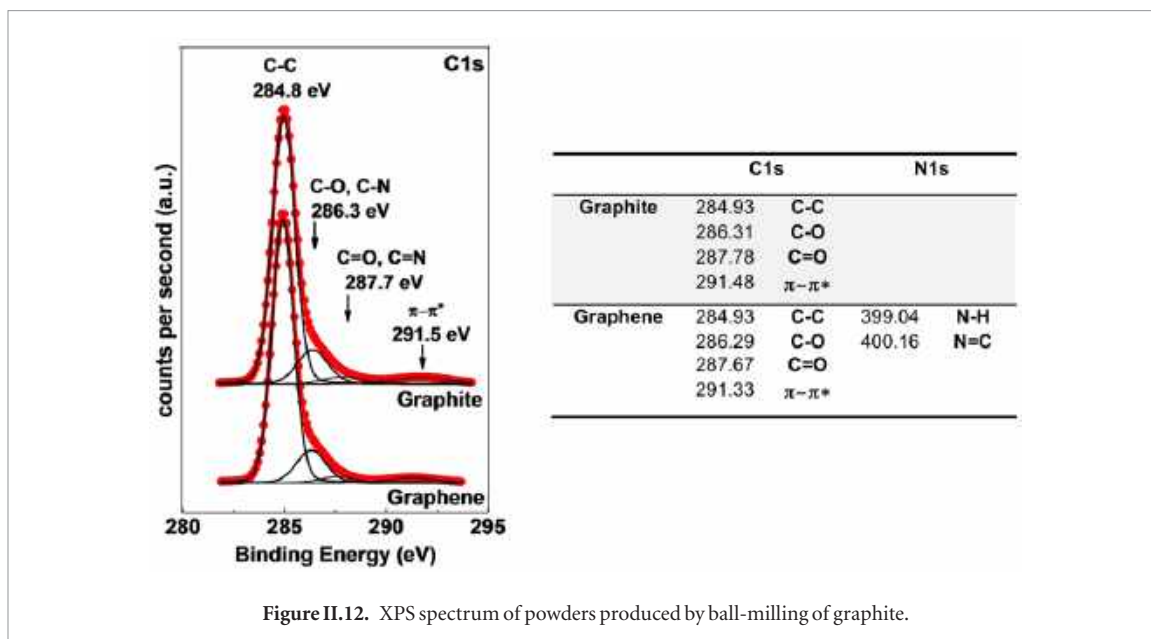 C-C
C1s
284.8 eV
C-O, C-N
286.3 eV
C=O, C=N
287.7 eV
π-π*
291.5 eV
Graphite
Graphene
counts per second (a.u.)
280 285 290 295
Binding Energy (eV)
C1s N1s
Graphite 284.93 C-C
286.31 C-O
287.78 C=O
291.48 π-π*
Graphene 284.93 C-C 399.04 N-H
286.29 C-O 400.16 N=C
287.67 C=O
291.33 π-π*
Figure II.12. XPS spectrum of powders produced by ball-milling of graphite.